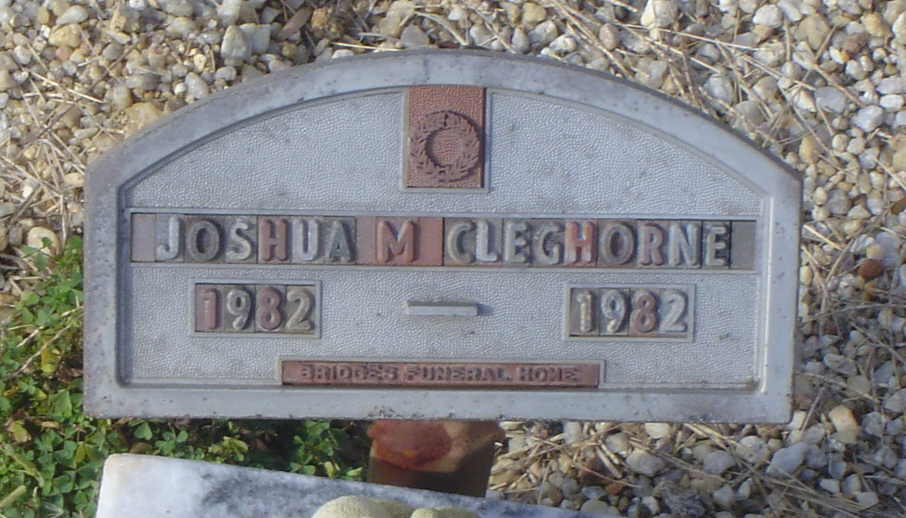 JOSHUA M CLEGHORNE
1982 — 1982
BRIDGES FUNERAL HOME